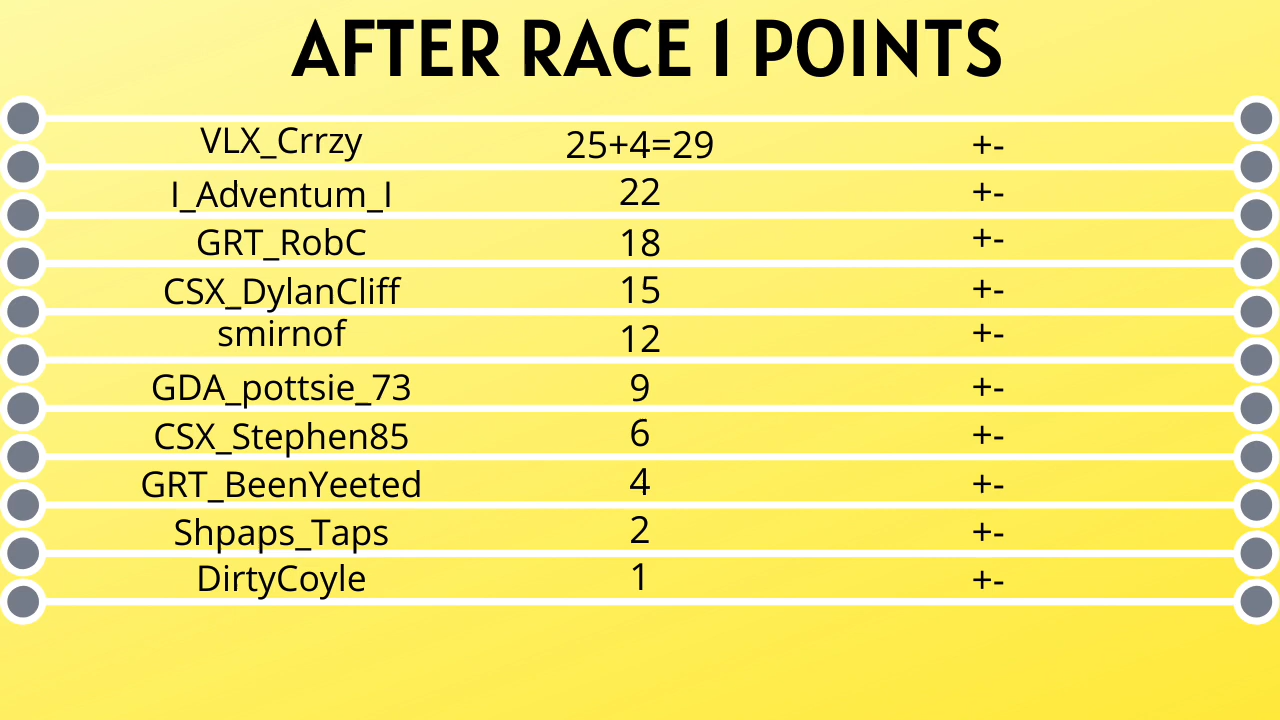 AFTER RACE 1 POINTS
VLX_Crrzy 25+4=29 +-
I_Adventum_I 22 +-
GRT_RobC 18 +-
CSX_DylanCliff 15 +-
smirnof 12 +-
GDA_pottsie_73 9 +-
CSX_Stephen85 6 +-
GRT_BeenYeeted 4 +-
Shpaps_Taps 2 +-
DirtyCoyle 1 +-